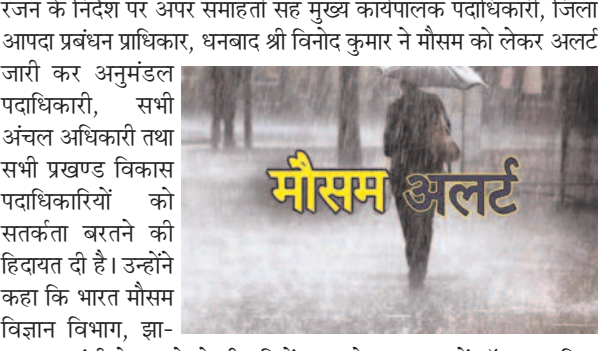 रंजन के निर्देश पर अपर समाहर्ता सह मुख्य कार्यपालक पदाधिकारी, जिला
आपदा प्रबंधन प्राधिकार, धनबाद श्री विनोद कुमार ने मौसम को लेकर अलर्ट
जारी कर अनुमंडल
पदाधिकारी, सभी
अंचल अधिकारी तथा
सभी प्रखण्ड विकास
पदाधिकारियों को
सतर्कता बरतने की
हिदायत दी है। उन्होंने
कहा कि भारत मौसम
विज्ञान विभाग, झा-
मौसम अलर्ट